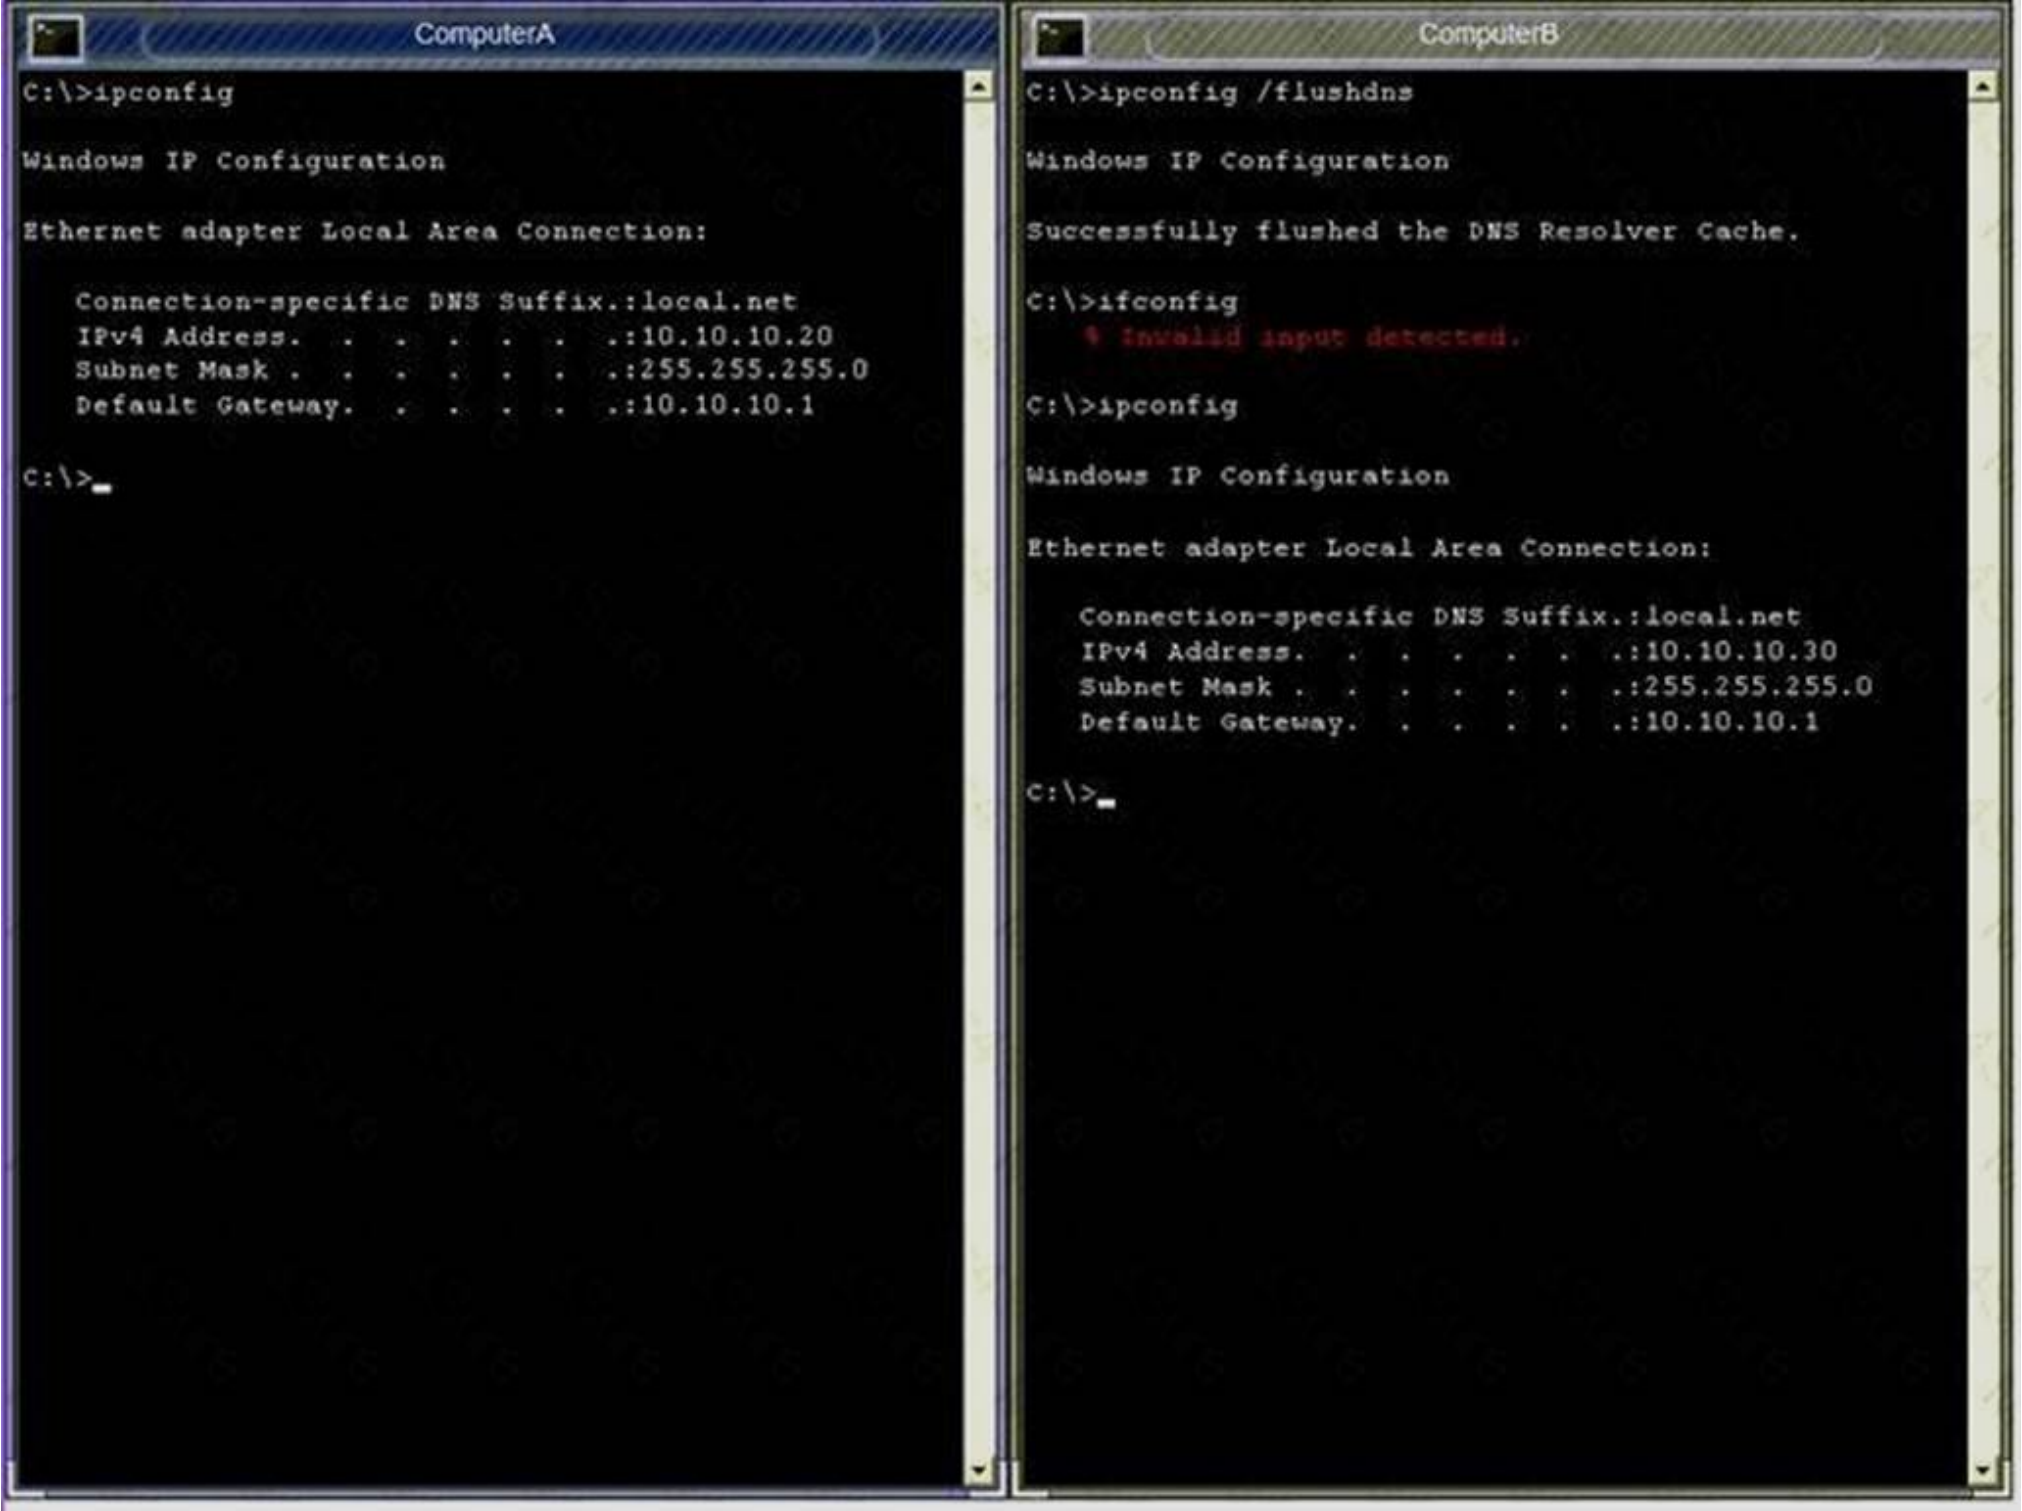 ComputerA
C:\>ipconfig
Windows IP Configuration
Ethernet adapter Local Area Connection:
Connection-specific DNS Suffix.:local.net
IPv4 Address. . . . . . .:10.10.10.20
Subnet Mask . . . . . . .:255.255.255.0
Default Gateway. . . . . .:10.10.10.1
C:\>_
ComputerB
C:\>ipconfig /flushdns
Windows IP Configuration
Successfully flushed the DNS Resolver Cache.
C:\>ifconfig
% Invalid input detected.
C:\>ipconfig
Windows IP Configuration
Ethernet adapter Local Area Connection:
Connection-specific DNS Suffix.:local.net
IPv4 Address. . . . . . .:10.10.10.30
Subnet Mask . . . . . . .:255.255.255.0
Default Gateway. . . . . .:10.10.10.1
C:\>_